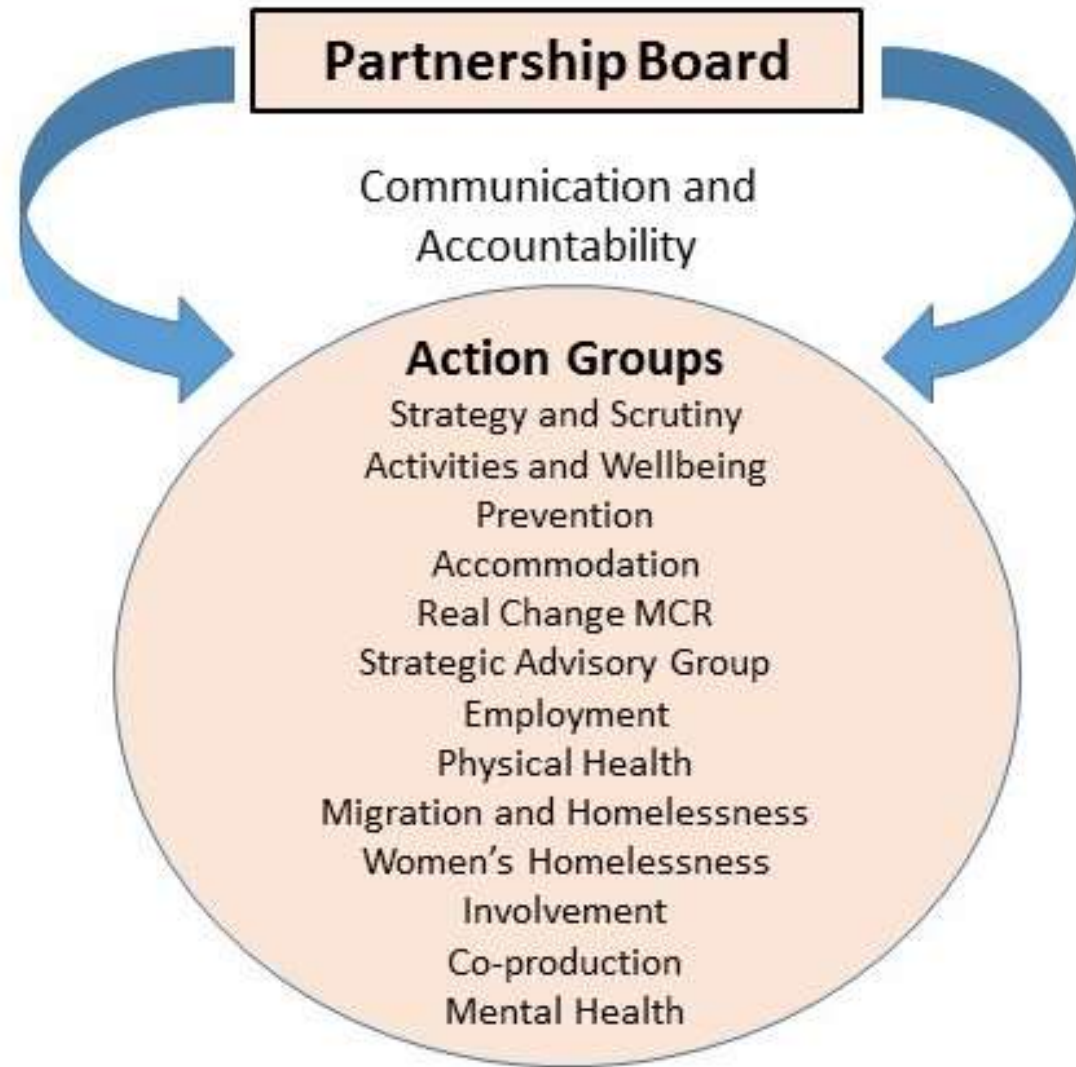 Partnership Board
Communication and
Accountability
Action Groups
Strategy and Scrutiny
Activities and Wellbeing
Prevention
Accommodation
Real Change MCR
Strategic Advisory Group
Employment
Physical Health
Migration and Homelessness
Women’s Homelessness
Involvement
Co-production
Mental Health